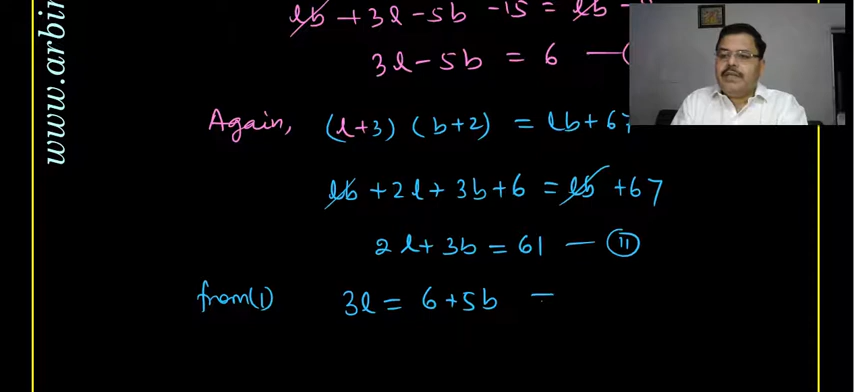 lb + 3l - 5b - 15 = lb -
3l - 5b = 6 —
Again, (l+3) (b+2) = lb + 67
lb + 2l + 3b + 6 = lb + 67
2l + 3b = 61 — (II)
from(1) 3l = 6 + 5b —
www.arbin